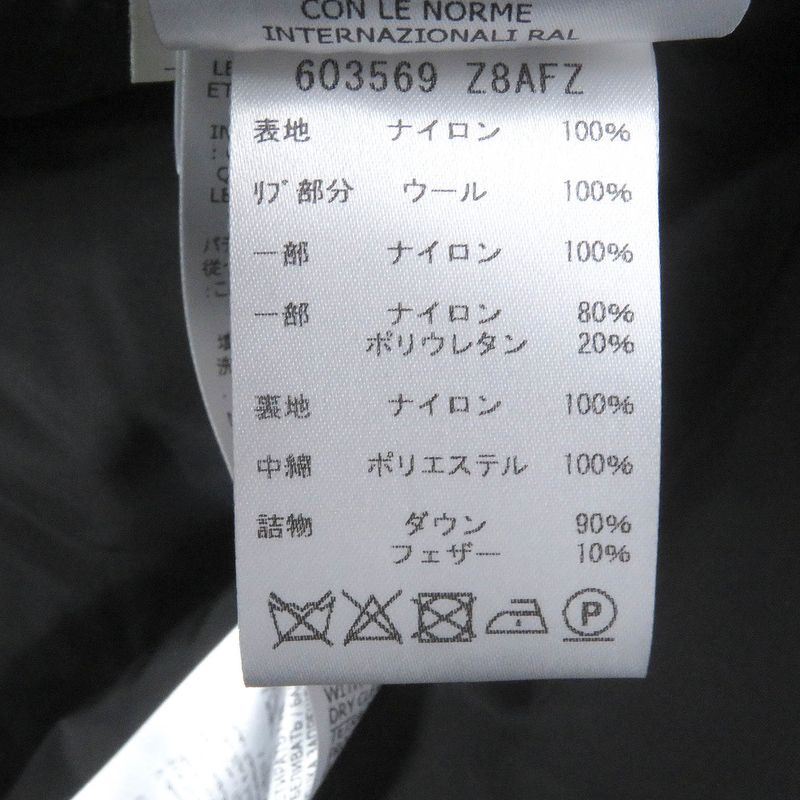 CON LE NORME
INTERNAZIONALI RAL
603569 Z8AFZ
表地 ナイロン 100%
ﾘﾌﾞ部分 ウール 100%
一部 ナイロン 100%
一部 ナイロン 80%
ポリウレタン 20%
裏地 ナイロン 100%
中綿 ポリエステル 100%
詰物 ダウン 90%
フェザー 10%
P
DRY